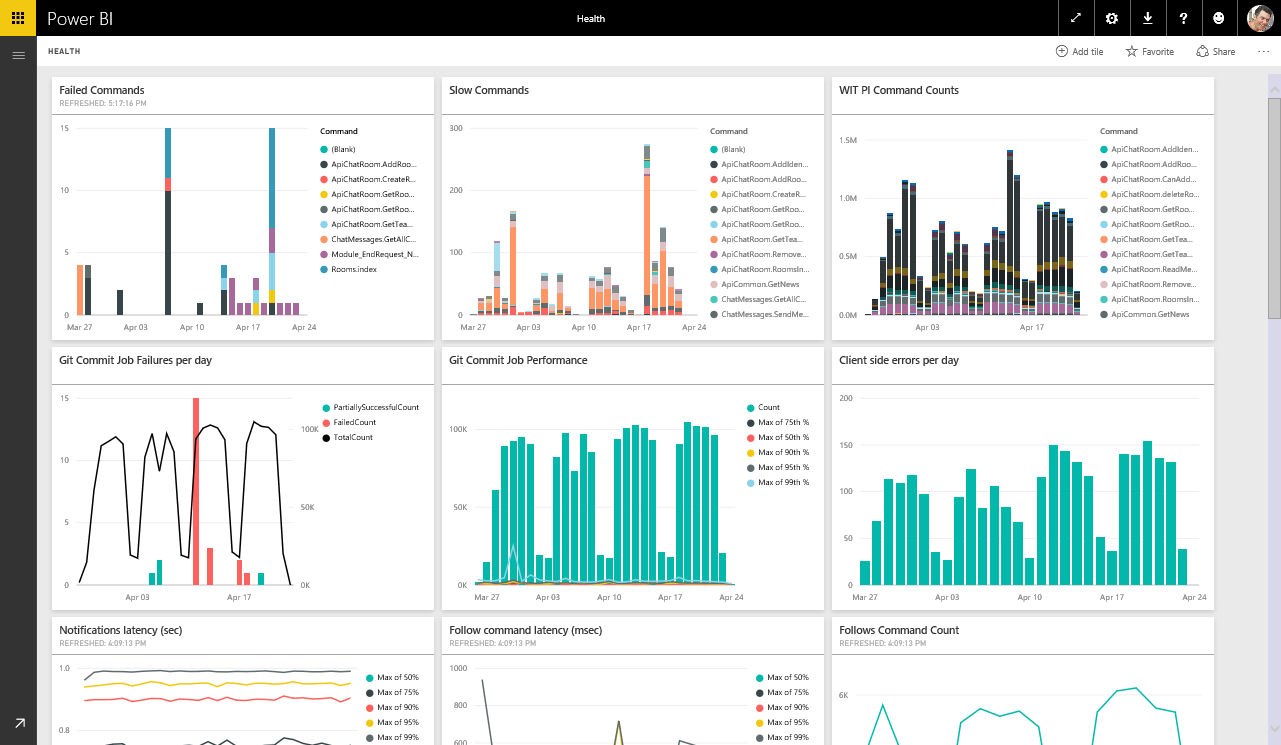 Power BI
Health
HEALTH
Add tile
Favorite
Share
Failed Commands
REFRESHED: 5:17:16 PM
15
10
5
0
Mar 27
Apr 03
Apr 10
Apr 17
Apr 24
Command
(Blank)
ApiChatRoom.AddRoo...
ApiChatRoom.CreateR...
ApiChatRoom.GetRoo...
ApiChatRoom.GetRoo...
ApiChatRoom.GetTea...
ChatMessages.GetAllC...
Module_EndRequest_N...
Rooms.index
Slow Commands
300
200
100
0
Mar 27
Apr 03
Apr 10
Apr 17
Apr 24
Command
(Blank)
ApiChatRoom.AddIden...
ApiChatRoom.AddRoo...
ApiChatRoom.CreateR...
ApiChatRoom.GetRoo...
ApiChatRoom.GetRoo...
ApiChatRoom.GetTea...
ApiChatRoom.Remove...
ApiChatRoom.RoomsIn...
ApiCommon.GetNews
ChatMessages.GetAllC...
ChatMessages.SendMe...
WIT PI Command Counts
1.5M
1.0M
0.5M
0.0M
Apr 03
Apr 17
Command
ApiChatRoom.AddIden...
ApiChatRoom.AddRoo...
ApiChatRoom.CanAdd...
ApiChatRoom.deleteRo...
ApiChatRoom.GetRoo...
ApiChatRoom.GetRoo...
ApiChatRoom.GetTea...
ApiChatRoom.GetTea...
ApiChatRoom.ReadMe...
ApiChatRoom.Remove...
ApiChatRoom.RoomsIn...
ApiCommon.GetNews
Git Commit Job Failures per day
15
10
5
0
100K
50K
0K
Apr 03
Apr 17
PartiallySuccessfulCount
FailedCount
TotalCount
Git Commit Job Performance
100K
50K
0K
Mar 27
Apr 03
Apr 10
Apr 17
Apr 24
Count
Max of 75th %
Max of 50th %
Max of 90th %
Max of 95th %
Max of 99th %
Client side errors per day
200
150
100
50
0
Mar 27
Apr 03
Apr 10
Apr 17
Apr 24
Notifications latency (sec)
REFRESHED: 4:09:13 PM
1.0
0.8
Max of 50%
Max of 75%
Max of 90%
Max of 95%
Max of 99%
Follow command latency (msec)
REFRESHED: 4:09:13 PM
1000
800
600
Max of 50%
Max of 75%
Max of 90%
Max of 95%
Max of 99%
Follows Command Count
REFRESHED: 4:09:13 PM
6K